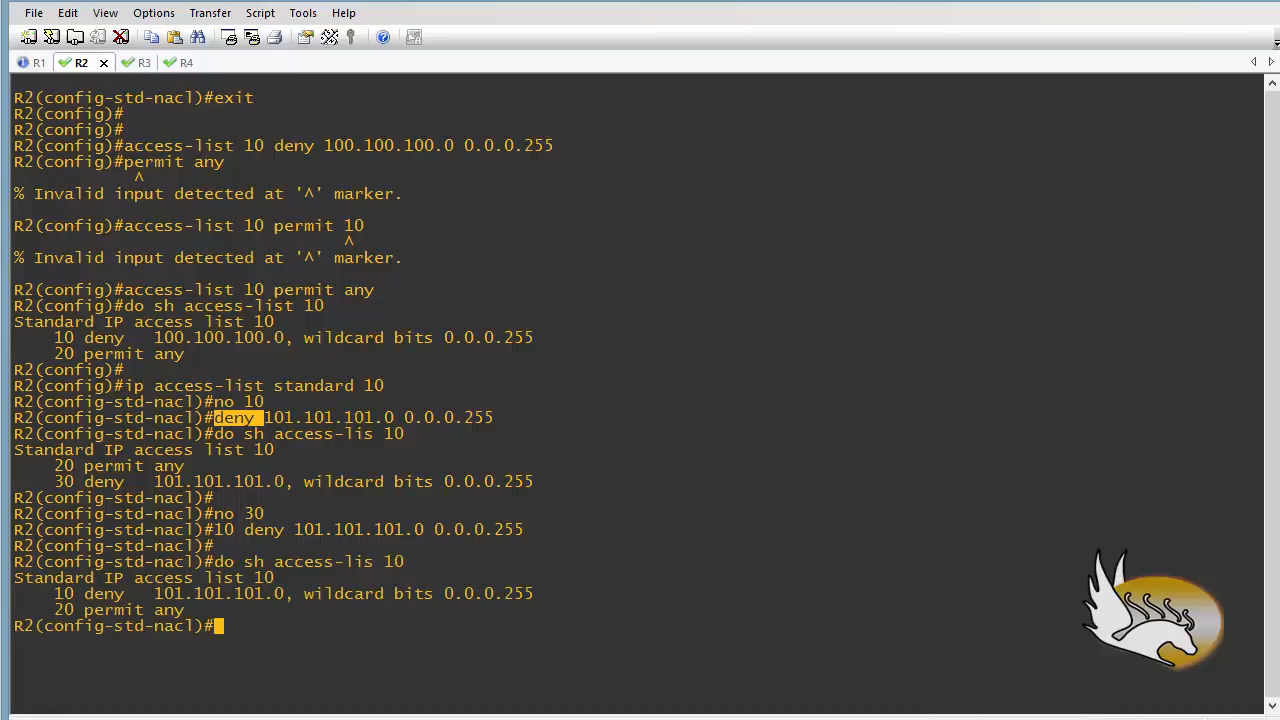 File Edit View Options Transfer Script Tools Help
R1 R2 R3 R4
R2(config-std-nacl)#exit
R2(config)#
R2(config)#
R2(config)#access-list 10 deny 100.100.100.0 0.0.0.255
R2(config)#permit any
^
% Invalid input detected at '^' marker.
R2(config)#access-list 10 permit 10
^
% Invalid input detected at '^' marker.
R2(config)#access-list 10 permit any
R2(config)#do sh access-list 10
Standard IP access list 10
10 deny   100.100.100.0, wildcard bits 0.0.0.255
20 permit any
R2(config)#
R2(config)#ip access-list standard 10
R2(config-std-nacl)#no 10
R2(config-std-nacl)#deny 101.101.101.0 0.0.0.255
R2(config-std-nacl)#do sh access-lis 10
Standard IP access list 10
20 permit any
30 deny   101.101.101.0, wildcard bits 0.0.0.255
R2(config-std-nacl)#
R2(config-std-nacl)#no 30
R2(config-std-nacl)#10 deny 101.101.101.0 0.0.0.255
R2(config-std-nacl)#
R2(config-std-nacl)#do sh access-lis 10
Standard IP access list 10
10 deny   101.101.101.0, wildcard bits 0.0.0.255
20 permit any
R2(config-std-nacl)#